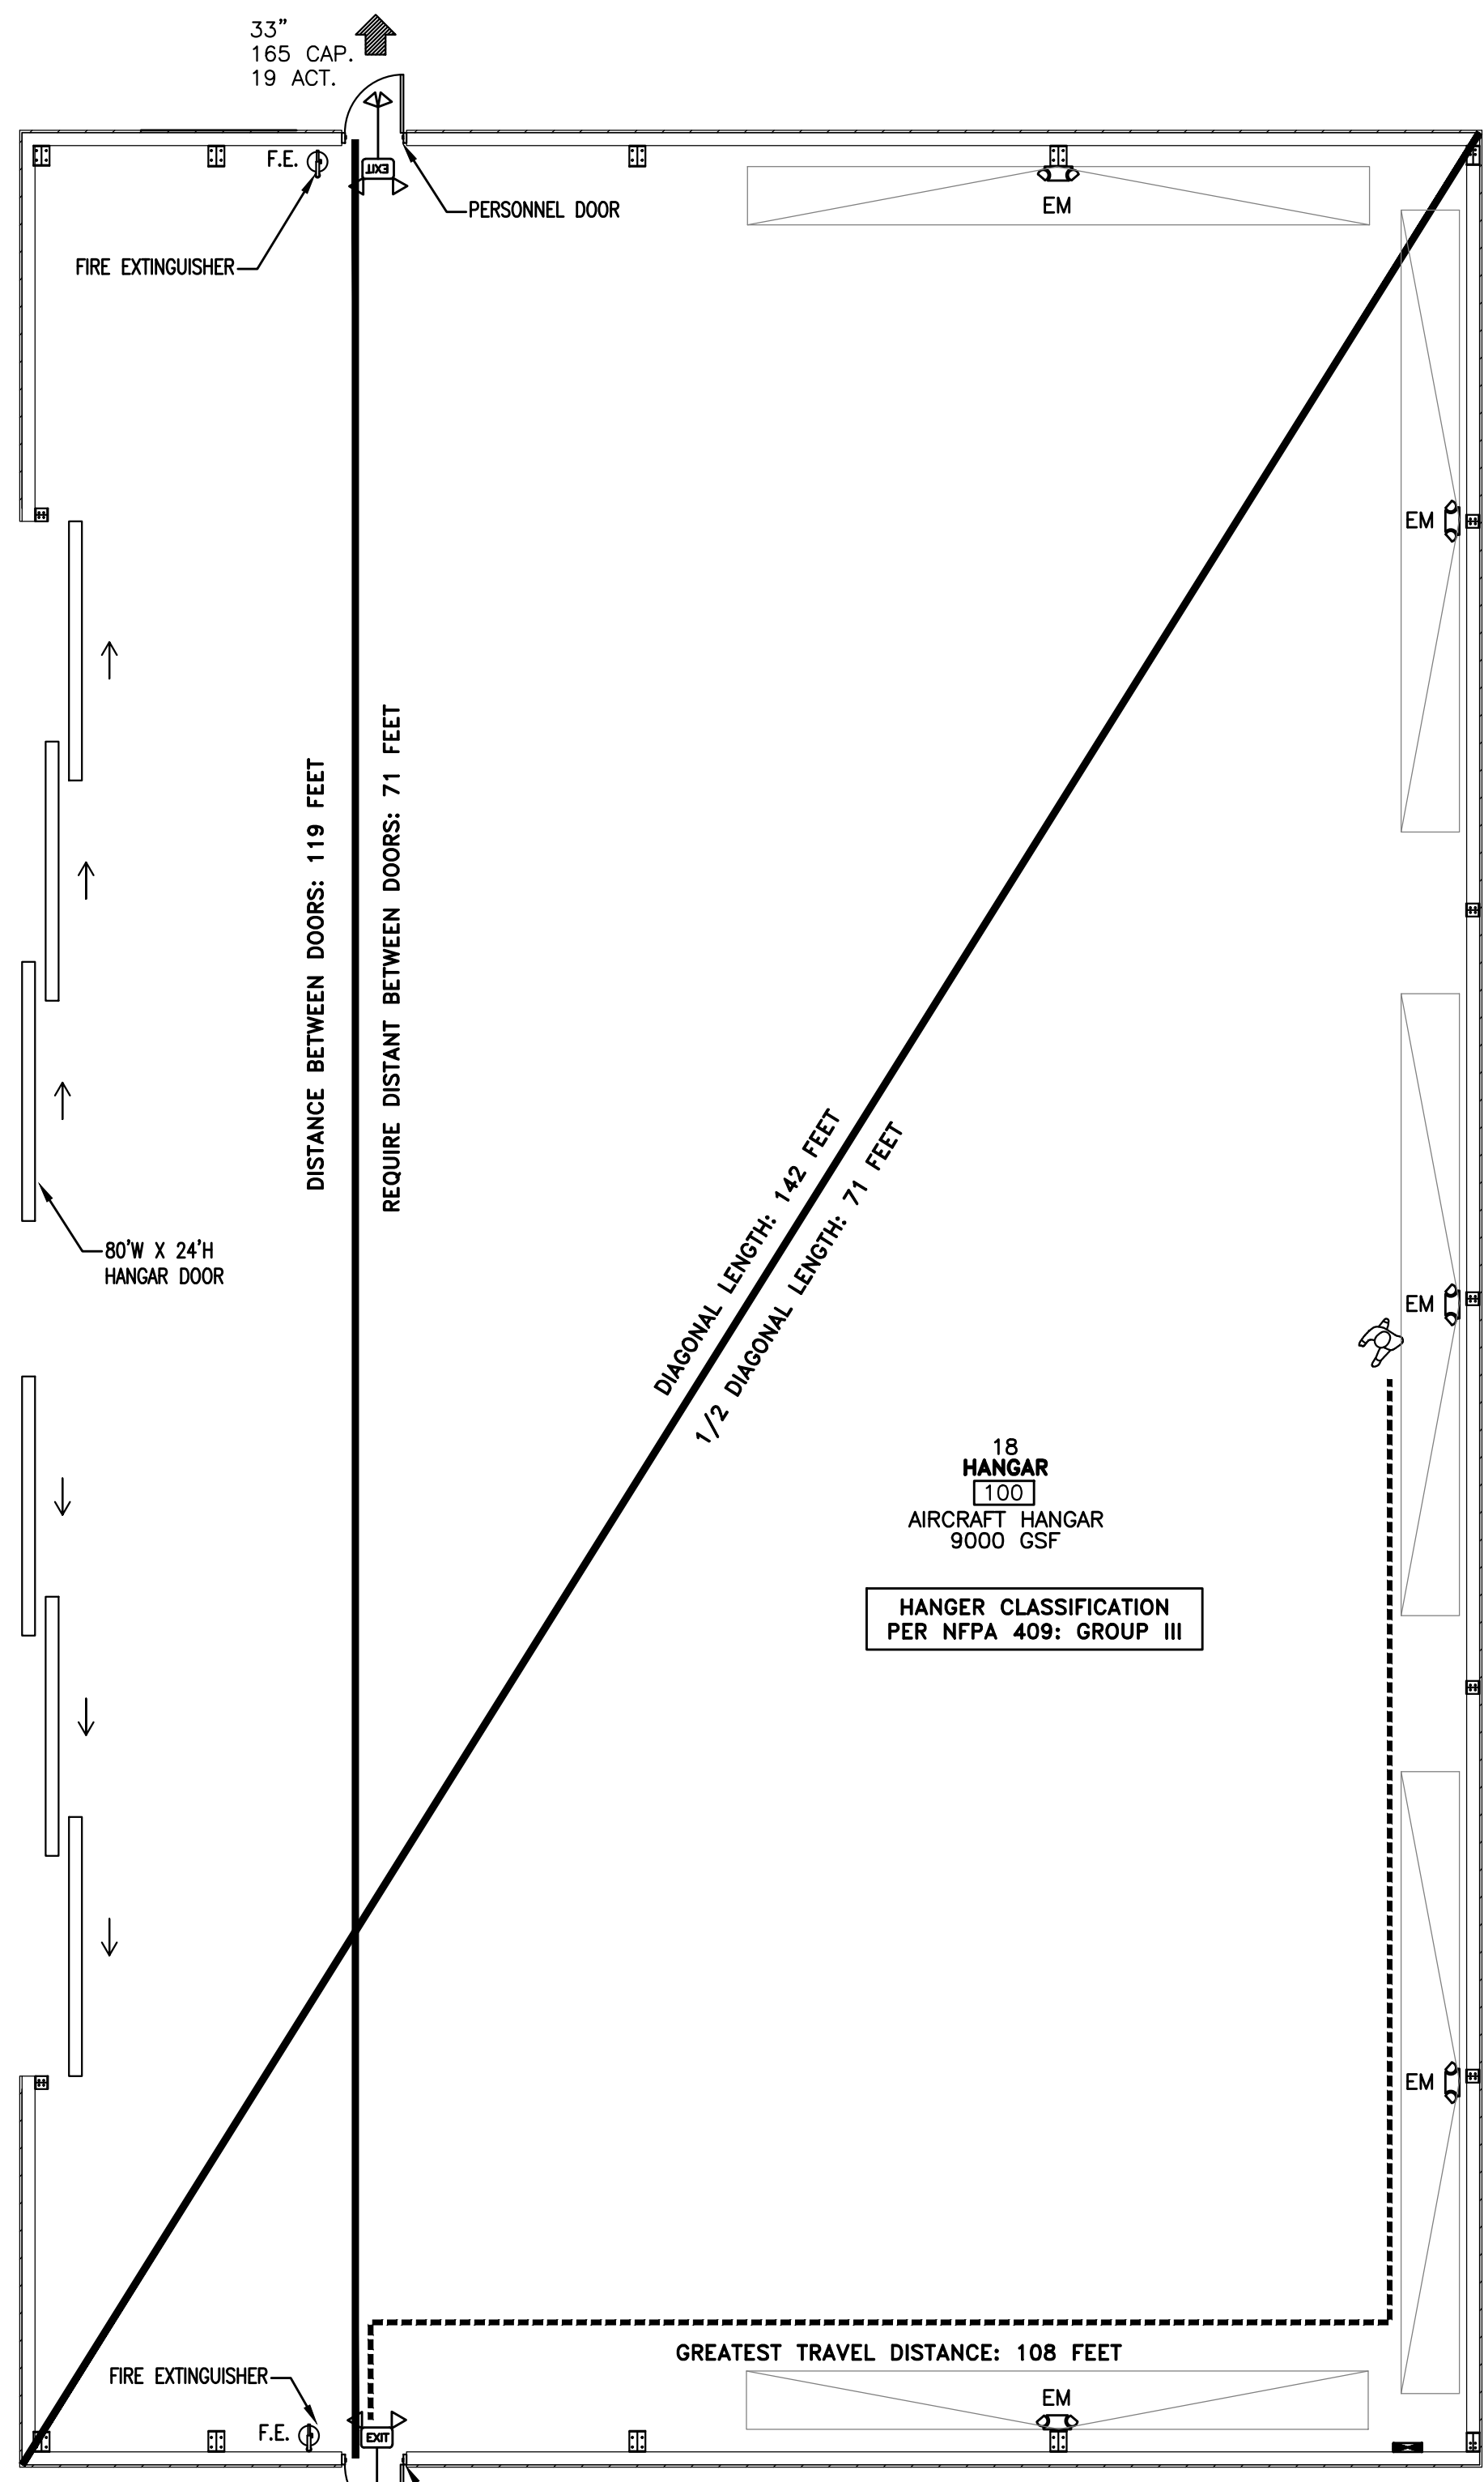 33"
165 CAP.
19 ACT.
F.E.
EXIT
PERSONNEL DOOR
FIRE EXTINGUISHER
EM
EM
DISTANCE BETWEEN DOORS: 119 FEET
REQUIRE DISTANT BETWEEN DOORS: 71 FEET
80'W X 24'H
HANGAR DOOR
DIAGONAL LENGTH: 142 FEET
1/2 DIAGONAL LENGTH: 71 FEET
EM
18
HANGAR
100
AIRCRAFT HANGAR
9000 GSF
HANGER CLASSIFICATION
PER NFPA 409: GROUP III
EM
GREATEST TRAVEL DISTANCE: 108 FEET
FIRE EXTINGUISHER
EM
F.E.
EXIT